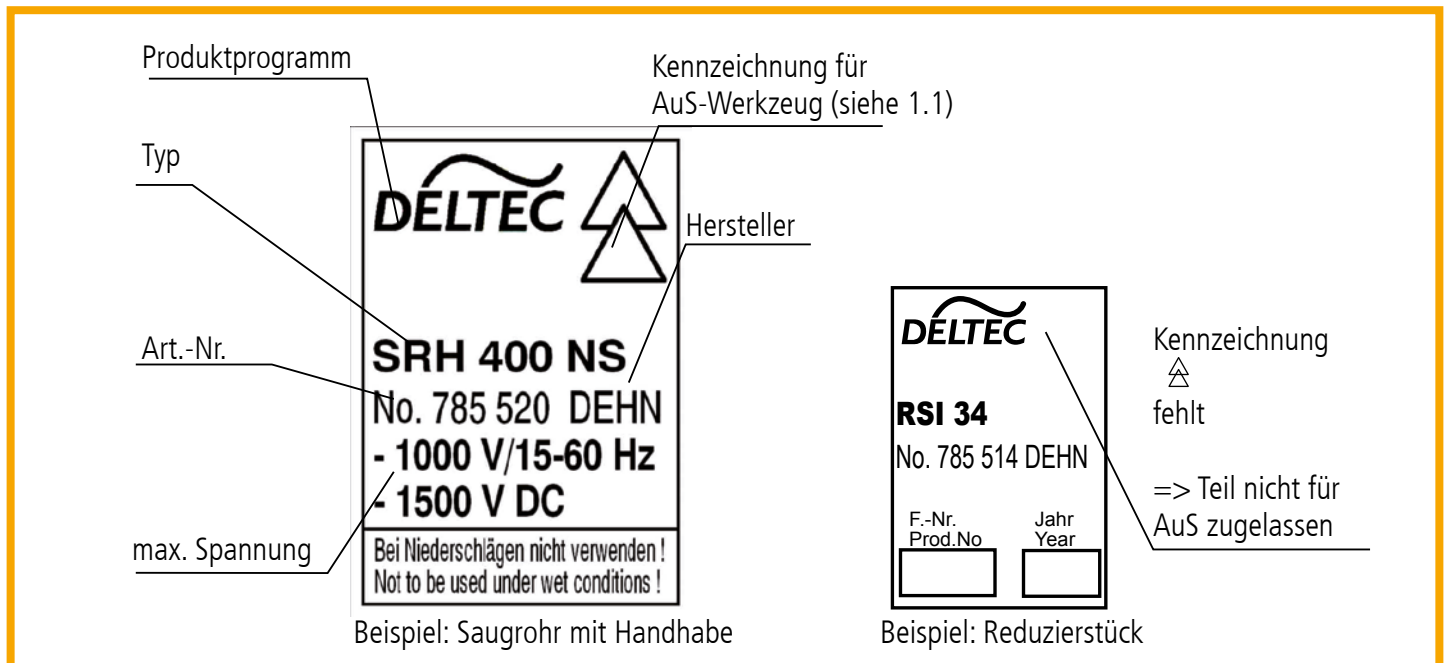 Produktprogramm
Kennzeichnung für
AuS-Werkzeug (siehe 1.1)
Typ
DELTEC
Hersteller
Art.-Nr.
SRH 400 NS
No. 785 520 DEHN
- 1000 V/15-60 Hz
- 1500 V DC
max. Spannung
Bei Niederschlägen nicht verwenden !
Not to be used under wet conditions !
Beispiel: Saugrohr mit Handhabe
DELTEC
RSI 34
No. 785 514 DEHN
F.-Nr. Jahr
Prod.No Year
Kennzeichnung
fehlt
=> Teil nicht für
AuS zugelassen
Beispiel: Reduzierstück